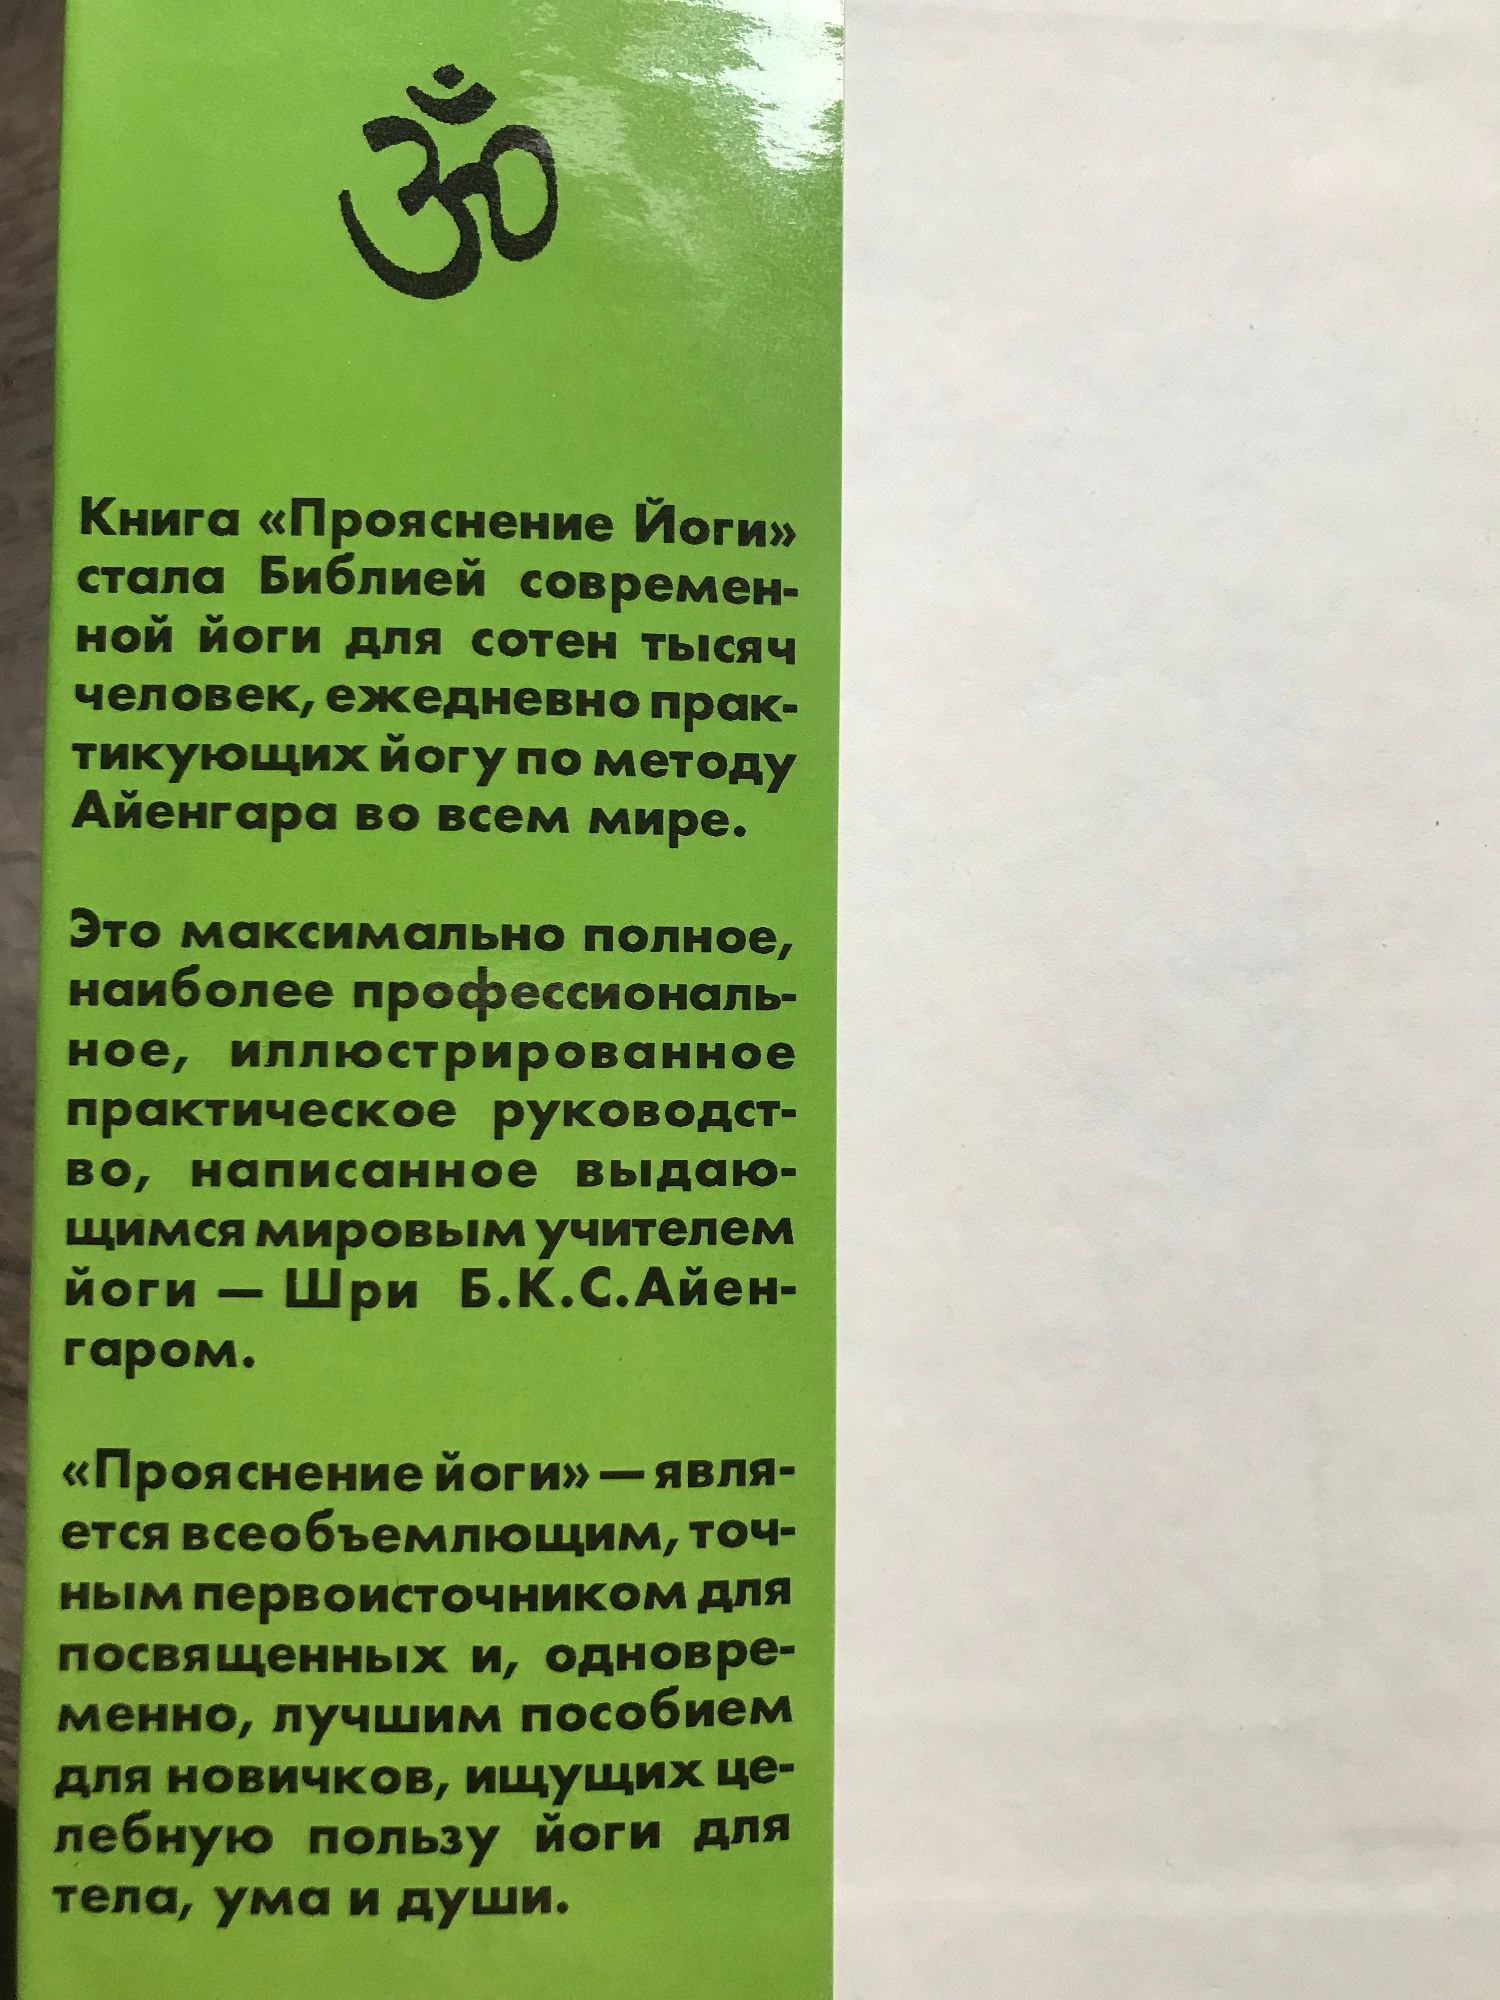 ॐ
Книга «Прояснение Йоги»
стала Библией современ-
ной йоги для сотен тысяч
человек, ежедневно прак-
тикующих йогу по методу
Айенгара во всем мире.
Это максимально полное,
наиболее профессиональ-
ное, иллюстрированное
практическое руководст-
во, написанное выдаю-
щимся мировым учителем
йоги — Шри Б.К.С.Айен-
гаром.
«Прояснение йоги» — явля-
ется всеобъемлющим, точ-
ным первоисточником для
посвященных и, одновре-
менно, лучшим пособием
для новичков, ищущих це-
лебную пользу йоги для
тела, ума и души.